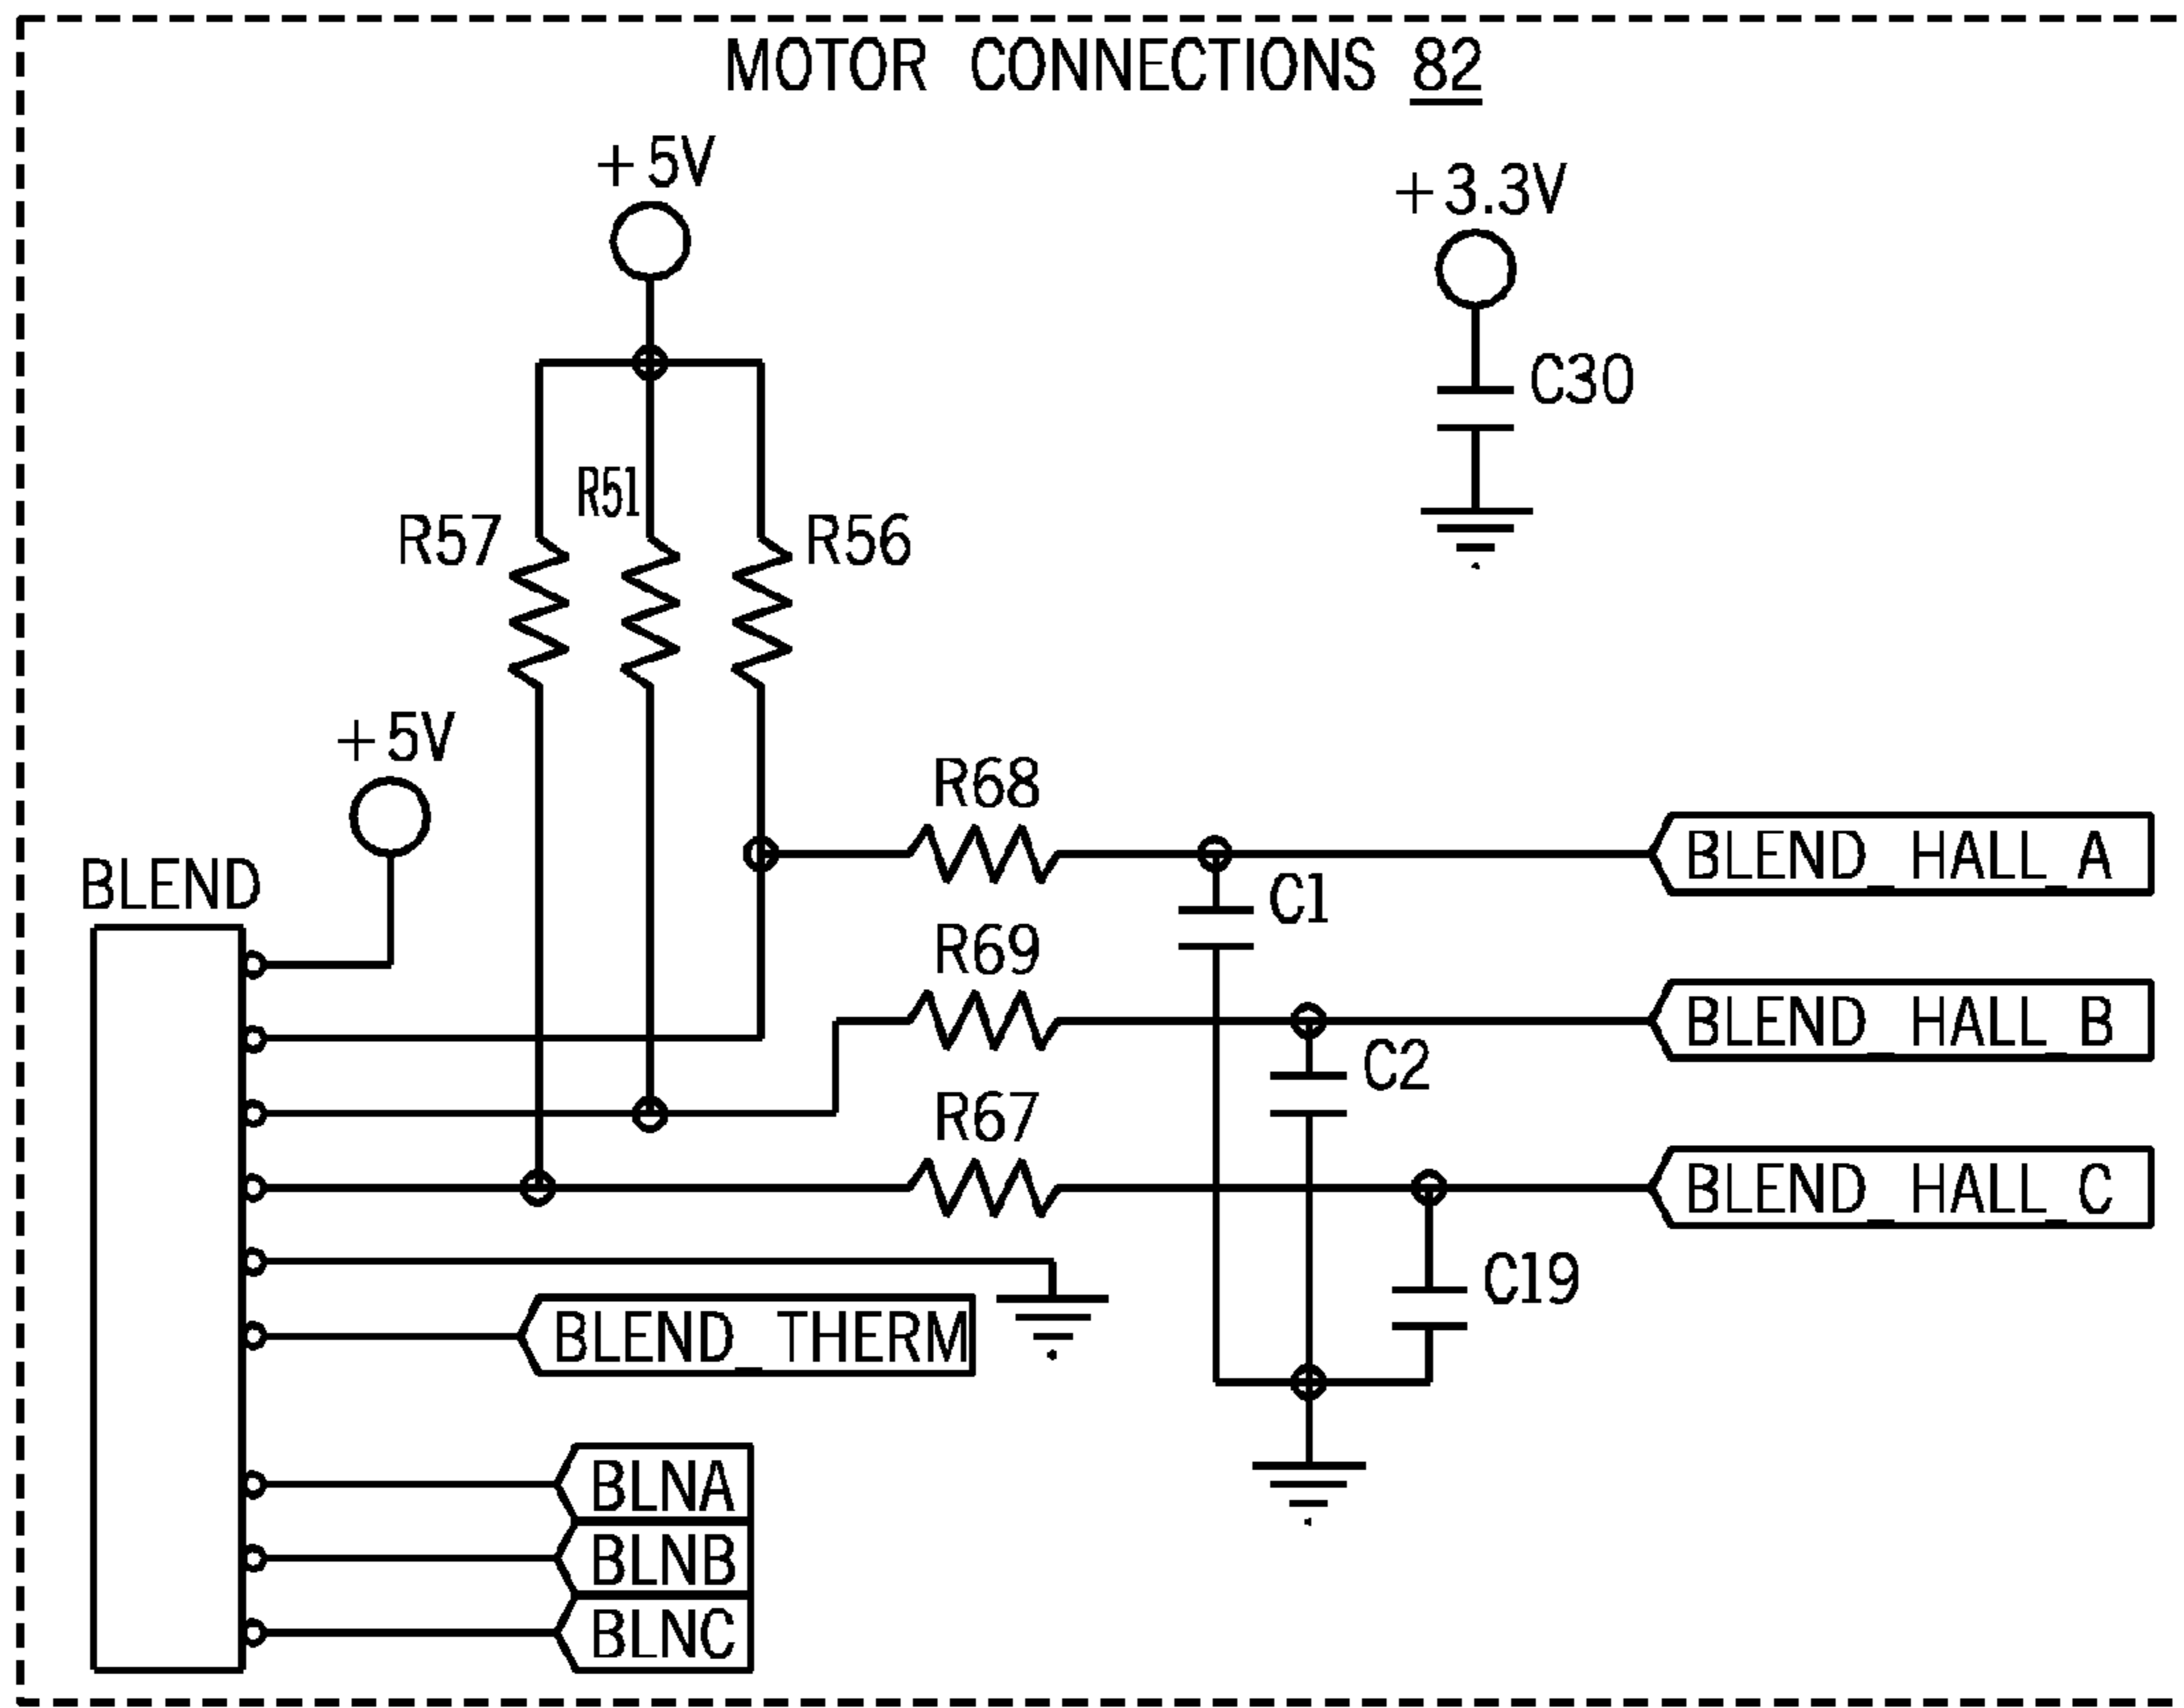 MOTOR CONNECTIONS 82
+5V
+3.3V
C30
R51
R57
R56
+5V
R68
BLEND_HALL_A
BLEND
C1
R69
BLEND_HALL_B
C2
R67
BLEND_HALL_C
C19
BLEND_THERM
BLNA
BLNB
BLNC